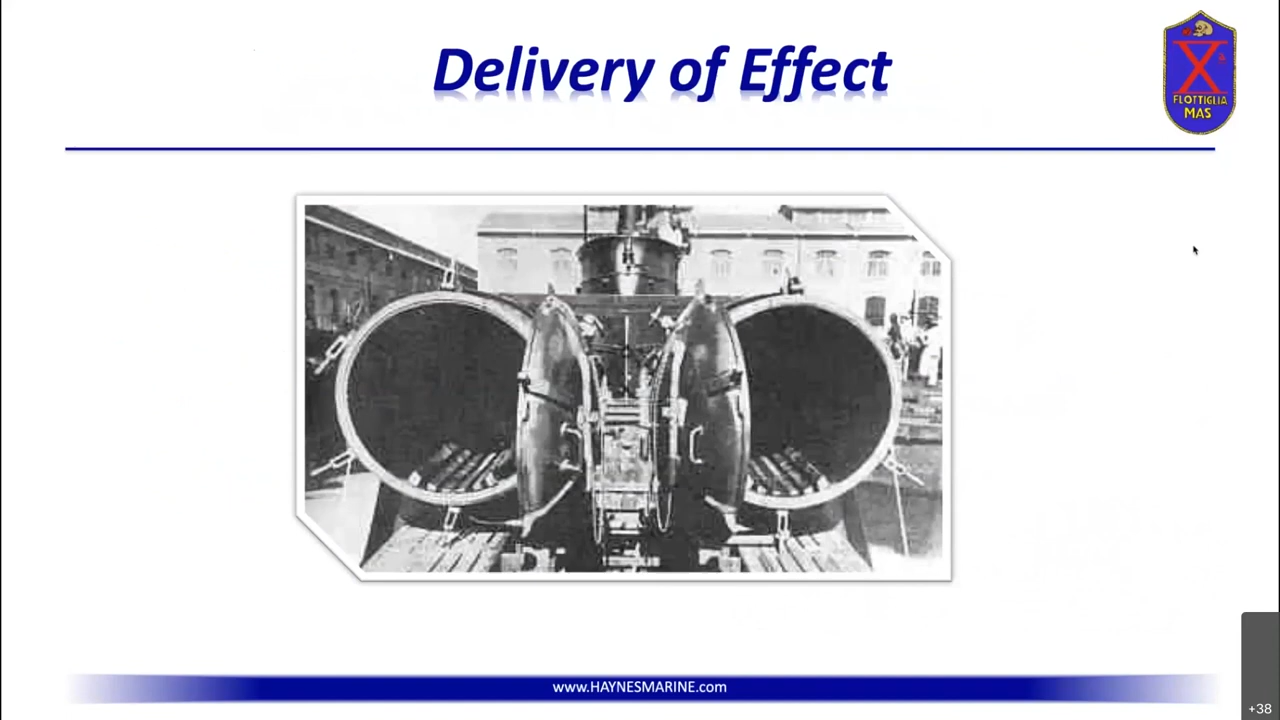 Delivery of Effect
X
FLOTTIGLIA
MAS
www.HAYNESMARINE.com
+38